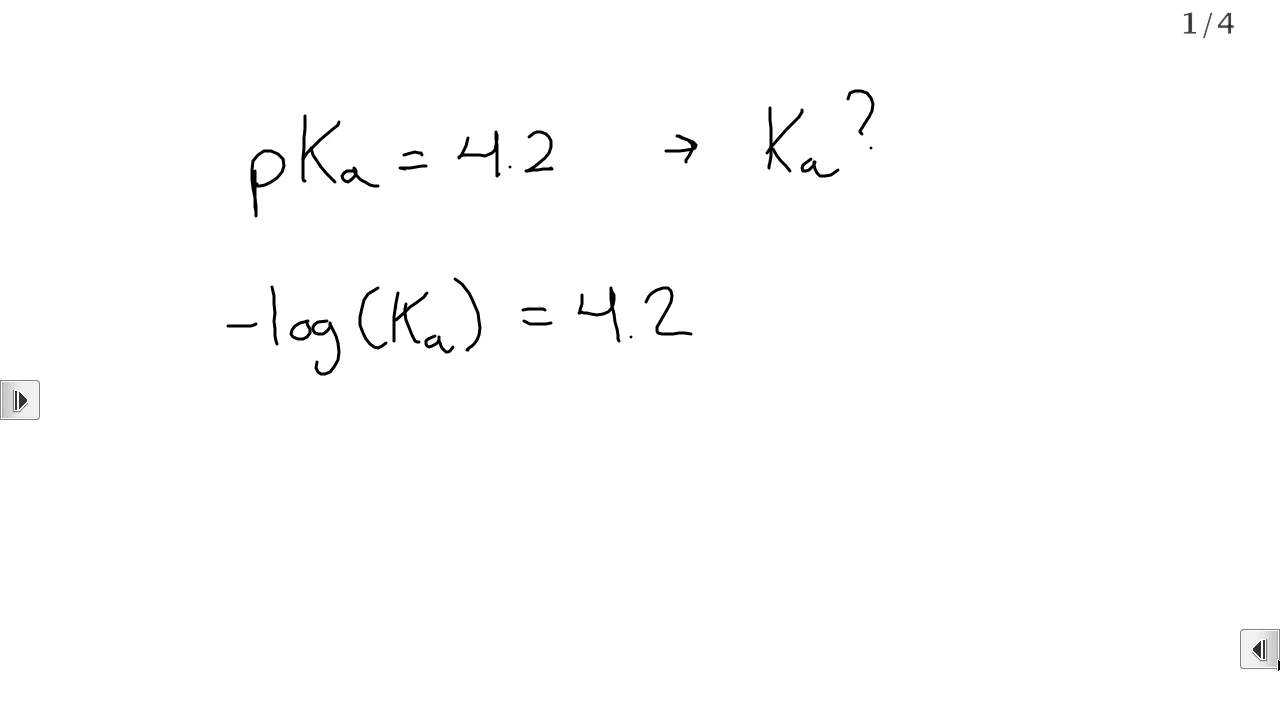 1/4
pKa = 4.2 → Ka?
-log(Ka) = 4.2